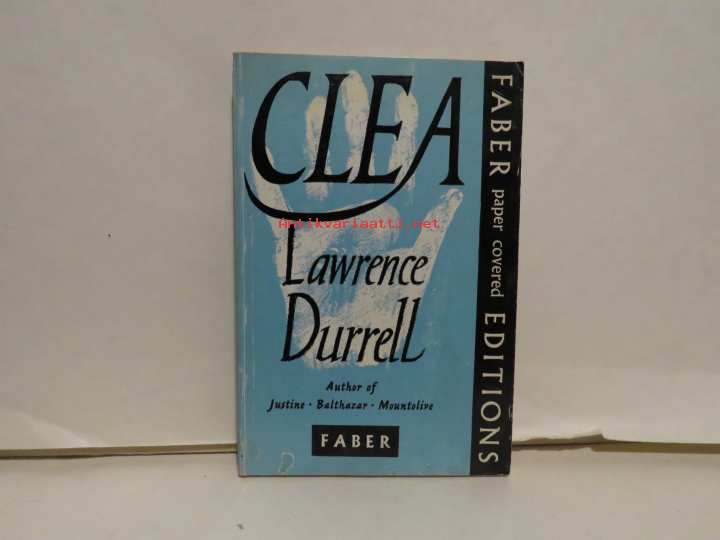 CLEA
Antikvariaatti.net
Lawrence
Durrell
Author of
Justine · Balthazar · Mountolive
FABER
FABER paper covered EDITIONS